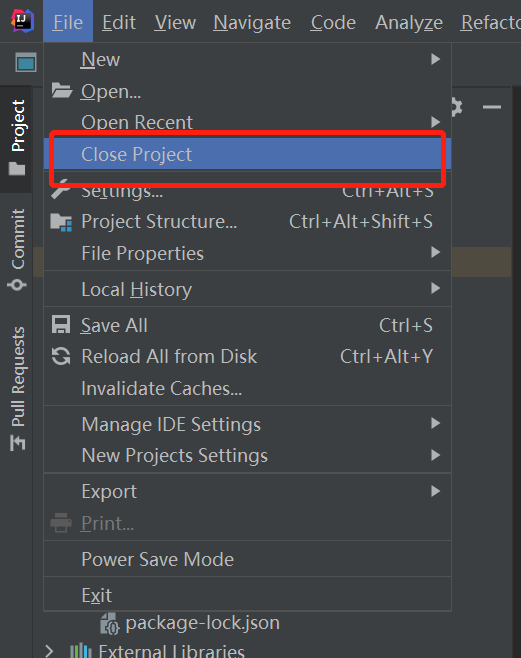 IJ
File Edit View Navigate Code Analyze Refacto
New
Open...
Open Recent
Close Project
Settings... Ctrl+Alt+S
Project Structure... Ctrl+Alt+Shift+S
File Properties
Local History
Save All Ctrl+S
Reload All from Disk Ctrl+Alt+Y
Invalidate Caches...
Manage IDE Settings
New Projects Settings
Export
Print...
Power Save Mode
Exit
package-lock.json
External Libraries
Project
Commit
Pull Requests